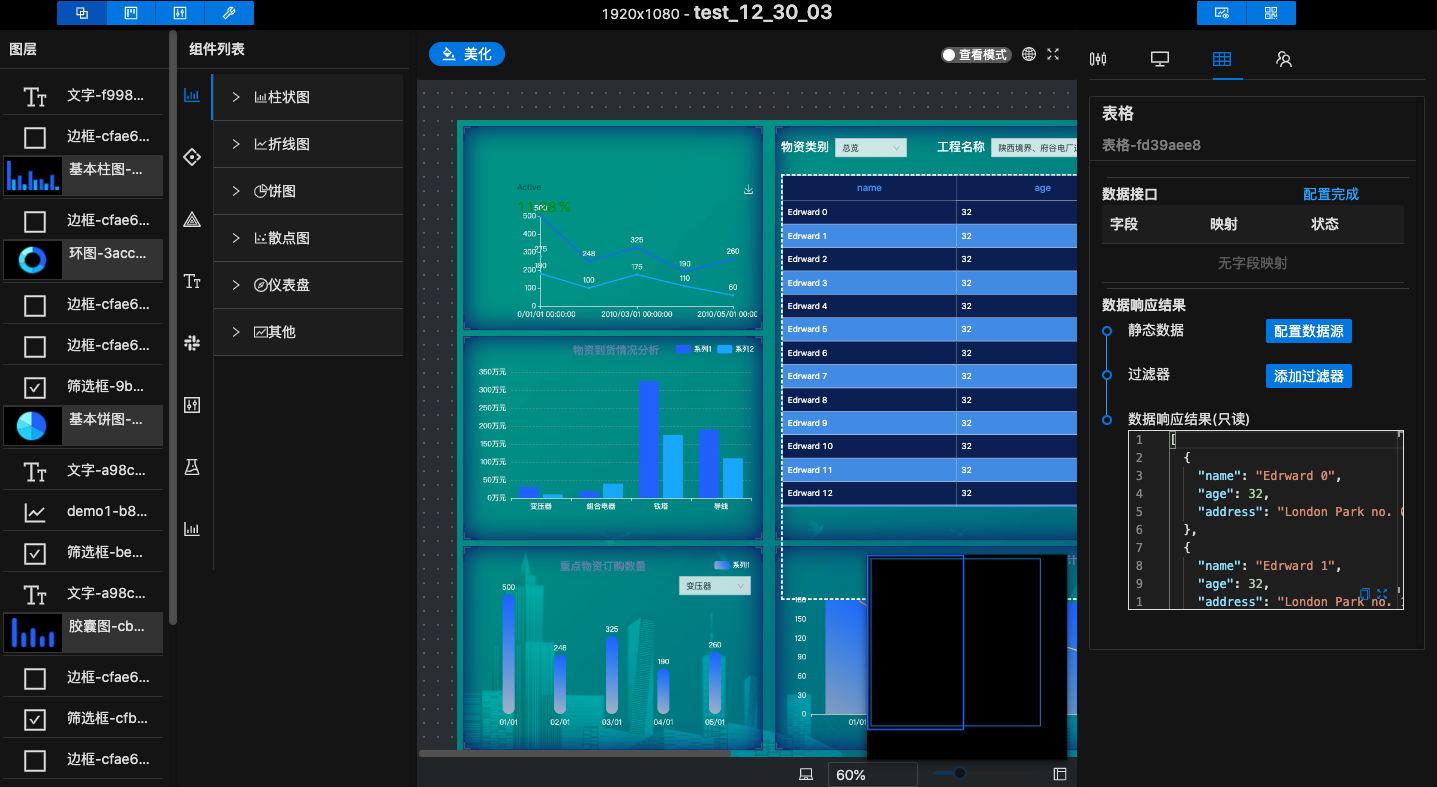 1920x1080 - test_12_30_03
图层
文字-f998...
边框-cfae6...
基本柱图-...
边框-cfae6...
环图-3acc...
边框-cfae6...
边框-cfae6...
筛选框-9b...
基本饼图-...
文字-a98c...
demo1-b8...
筛选框-be...
文字-a98c...
胶囊图-cb...
边框-cfae6...
筛选框-cfb...
边框-cfae6...
组件列表
柱状图
折线图
饼图
散点图
仪表盘
其他
美化
查看模式
Active
500
500
400
300
275
200
180
100
0
248
325
190
260
100
175
110
60
0/01/01 00:00:00
2010/03/01 00:00:00
2010/05/01 00:00
物资到货情况分析
系列1
系列2
350万元
300万元
250万元
200万元
150万元
100万元
50万元
0万元
变压器
组合电器
铁塔
导线
重点物资订购数量
系列1
变压器
500
248
325
190
260
01/01
02/01
03/01
04/01
05/01
物资类别
总览
工程名称
陕西境界、府谷电厂
name
age
Edrward 0
32
Edrward 1
32
Edrward 2
32
Edrward 3
32
Edrward 4
32
Edrward 5
32
Edrward 6
32
Edrward 7
32
Edrward 8
32
Edrward 9
32
Edrward 10
32
Edrward 11
32
Edrward 12
32
计
180
150
120
90
60
30
0
01/01
60%
表格
表格-fd39aee8
数据接口
配置完成
字段
映射
状态
无字段映射
数据响应结果
静态数据
配置数据源
过滤器
添加过滤器
数据响应结果(只读)
1 [
2 {
3 "name": "Edrward 0",
4 "age": 32,
5 "address": "London Park no. 0
6 },
7 {
8 "name": "Edrward 1",
9 "age": 32,
1 "address": "London Park no. 1